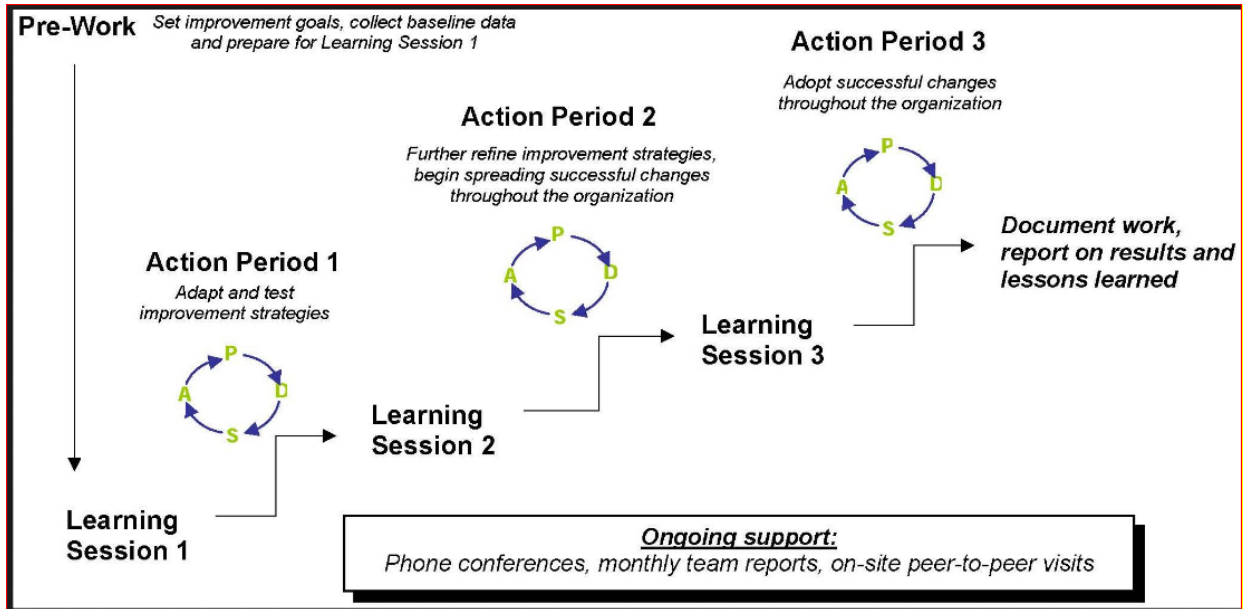 Pre-Work
Set improvement goals, collect baseline data
and prepare for Learning Session 1
Action Period 3
Adopt successful changes
throughout the organization
P
A
D
S
Action Period 2
Further refine improvement strategies,
begin spreading successful changes
throughout the organization
P
A
D
S
Document work,
report on results and
lessons learned
Action Period 1
Adapt and test
improvement strategies
P
A
D
S
Learning
Session 3
Learning
Session 2
Learning
Session 1
Ongoing support:
Phone conferences, monthly team reports, on-site peer-to-peer visits